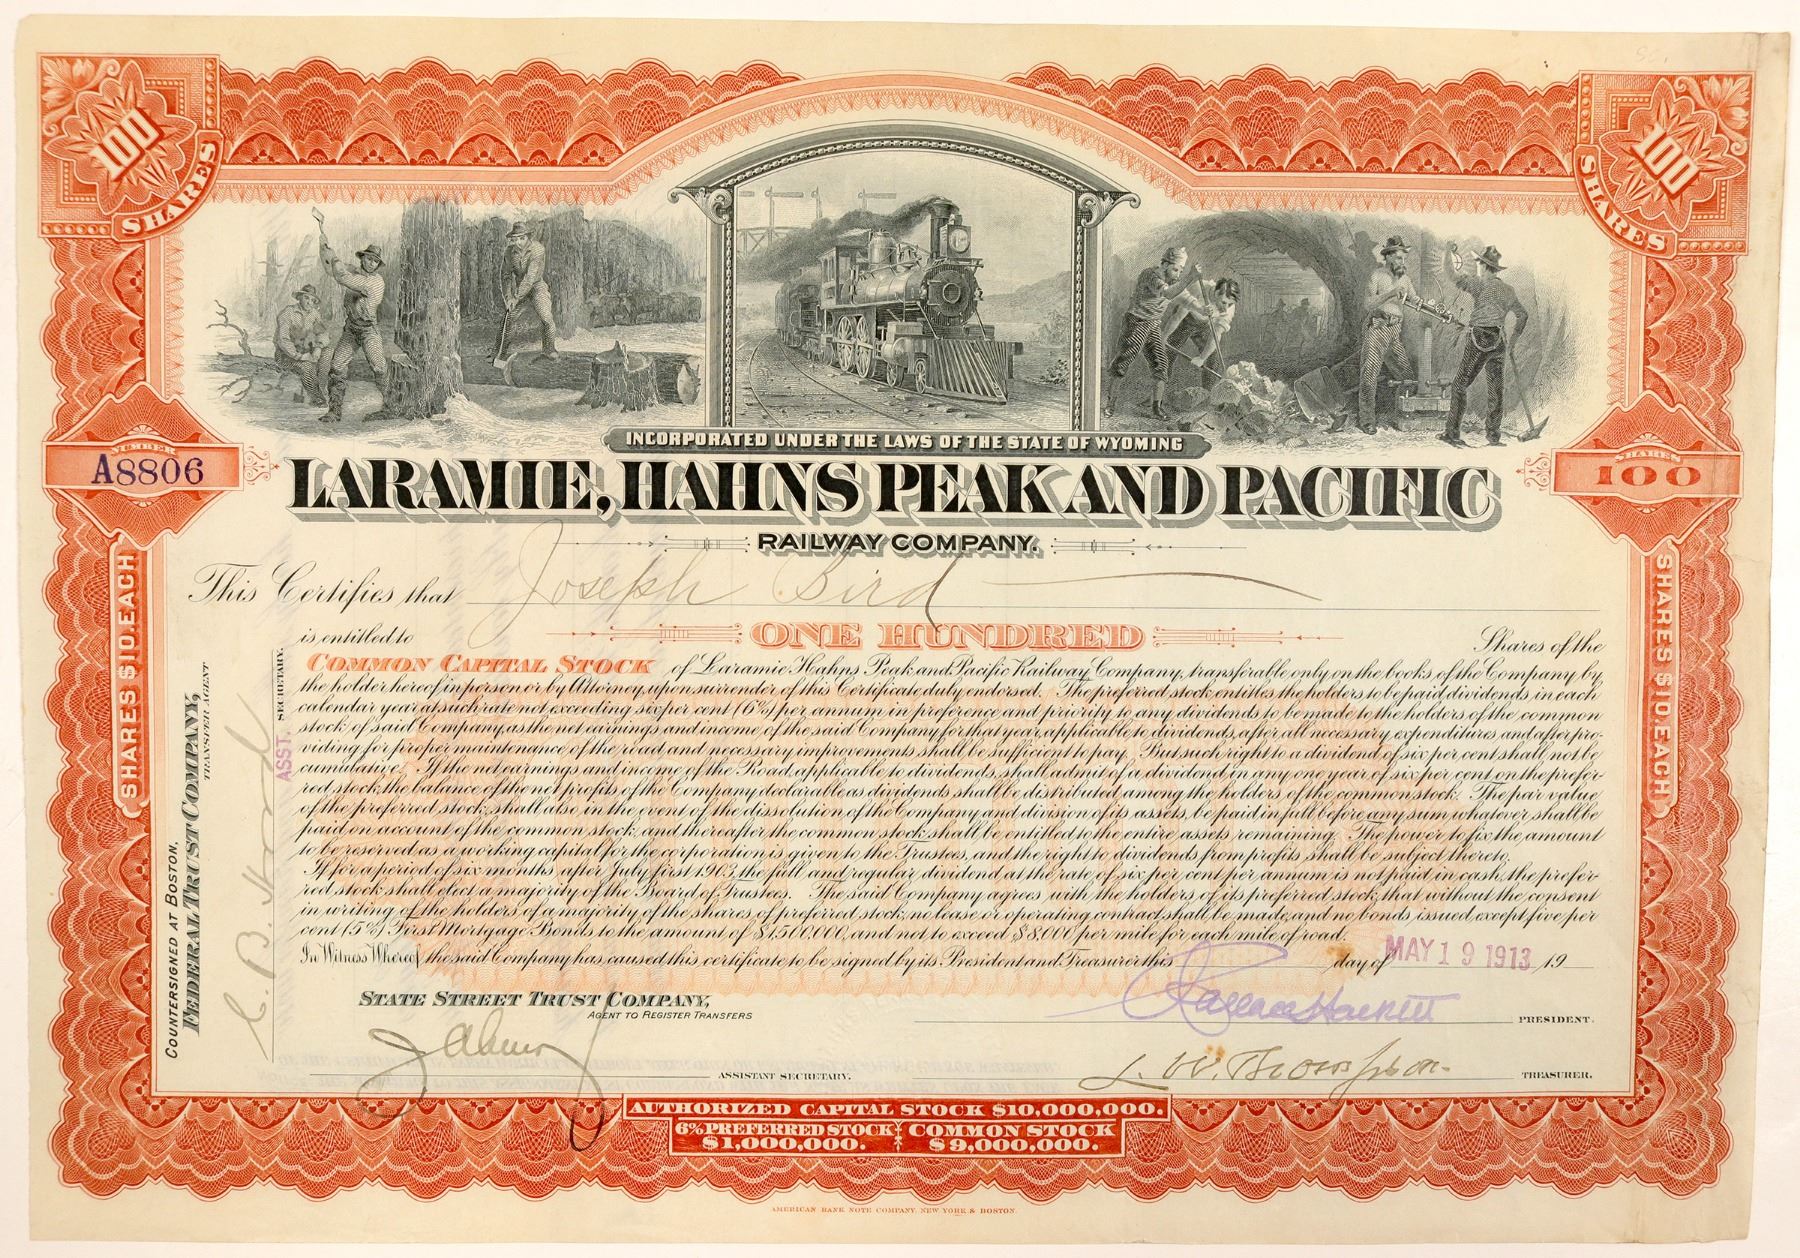 100 SHARES
100 SHARES
INCORPORATED UNDER THE LAWS OF THE STATE OF WYOMING
A8806
SHARES
100
LARAMIE, HAHNS PEAK AND PACIFIC
RAILWAY COMPANY.
This Certifies that Joseph Bird
is entitled to ONE HUNDRED Shares of the
COMMON CAPITAL STOCK of Laramie, Hahns Peak and Pacific Railway Company, transferable only on the books of the Company by
the holder hereof in person or by Attorney, upon surrender of this Certificate duly endorsed. The preferred stock entitles the holders to be paid dividends in each
calendar year at such rate not exceeding six per cent (6%) per annum in preference and priority to any dividends to be made to the holders of the common
stock of said Company, as the net earnings and income of the said Company for that year, applicable to dividends, after all necessary expenditures and after pro-
viding for proper maintenance of the road and necessary improvements shall be sufficient to pay. But such right to a dividend of six per cent shall not be
cumulative. If the net earnings and income of the Road, applicable to dividends, shall admit of a dividend in any one year of six per cent on the prefer-
red stock, the balance of the net profits of the Company declarable as dividends shall be distributed among the holders of the common stock. The par value
of the preferred stock, shall also in the event of the dissolution of the Company and division of its assets, be paid in full before any sum whatever shall be
paid on account of the common stock, and thereafter the common stock shall be entitled to the entire assets remaining. The power to fix the amount
to be reserved as a working capital for the corporation is given to the Trustees, and the right to dividends from profits shall be subject thereto.
If for a period of six months after July first 1903, the full and regular dividend at the rate of six per cent per annum is not paid in cash, the prefer-
red stock shall elect a majority of the Board of Trustees. The said Company agrees with the holders of its preferred stock, that without the consent
in writing of the holders of a majority of the shares of preferred stock, no lease or operating contract shall be made, and no bonds issued except five per
cent (5%) First Mortgage Bonds to the amount of $1,500,000, and not to exceed $8,000 per mile for each mile of road.
In Witness Whereof the said Company has caused this certificate to be signed by its President and Treasurer this day of MAY 19 1913 19
STATE STREET TRUST COMPANY,
AGENT TO REGISTER TRANSFERS
Wallace Hackett
PRESIDENT.
ASSISTANT SECRETARY.
L. W. Thompson.
TREASURER.
COUNTERSIGNED AT BOSTON,
FEDERAL TRUST COMPANY,
TRANSFER AGENT
C. B.
ASST. SECRETARY.
SHARES $10. EACH
SHARES $10. EACH
AUTHORIZED CAPITAL STOCK $10,000,000.
6% PREFERRED STOCK $1,000,000.
COMMON STOCK $9,000,000.
AMERICAN BANK NOTE COMPANY. NEW YORK & BOSTON.